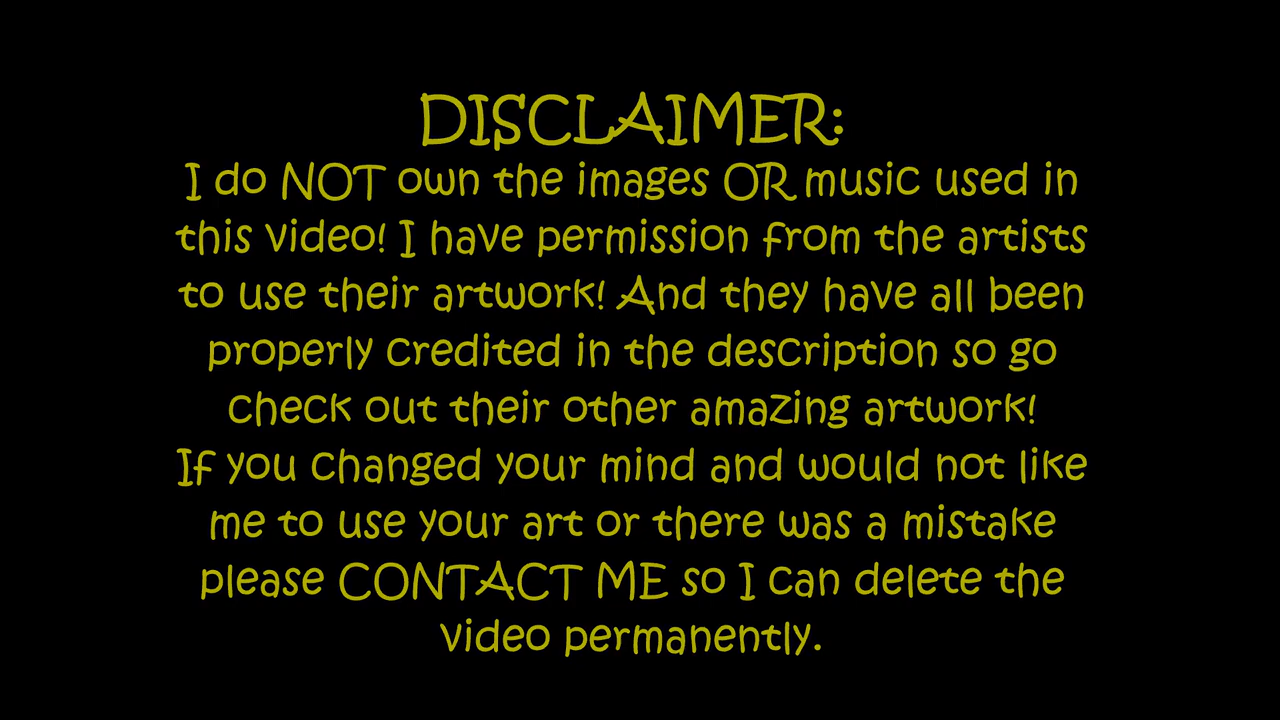 DISCLAIMER:
I do NOT own the images OR music used in
this video! I have permission from the artists
to use their artwork! And they have all been
properly credited in the description so go
check out their other amazing artwork!
If you changed your mind and would not like
me to use your art or there was a mistake
please CONTACT ME so I can delete the
video permanently.